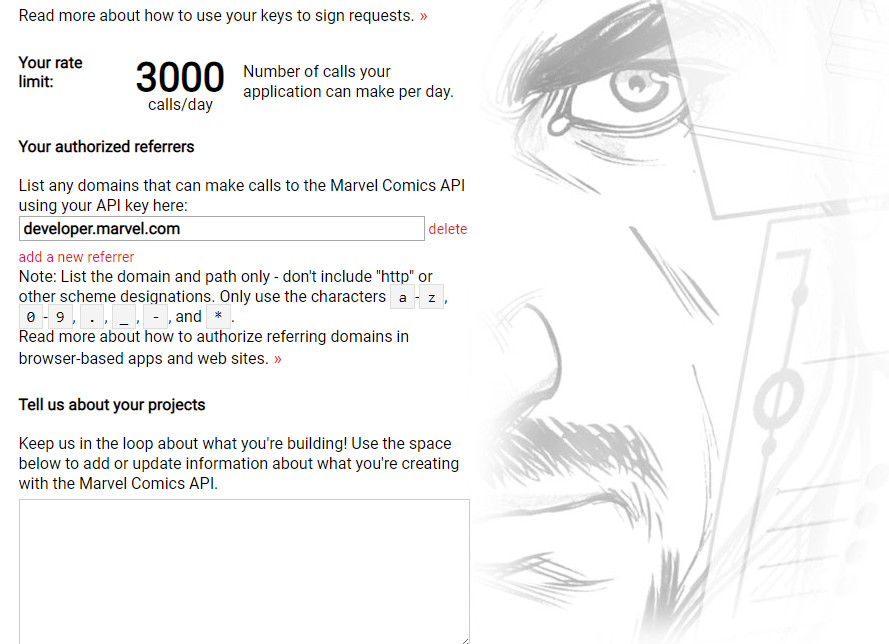 Read more about how to use your keys to sign requests. »
Your rate
limit:
3000
calls/day
Number of calls your
application can make per day.
Your authorized referrers
List any domains that can make calls to the Marvel Comics API
using your API key here:
developer.marvel.com delete
add a new referrer
Note: List the domain and path only - don't include "http" or
other scheme designations. Only use the characters a - z ,
0 - 9 , . , _ , - , and * .
Read more about how to authorize referring domains in
browser-based apps and web sites. »
Tell us about your projects
Keep us in the loop about what you're building! Use the space
below to add or update information about what you're creating
with the Marvel Comics API.